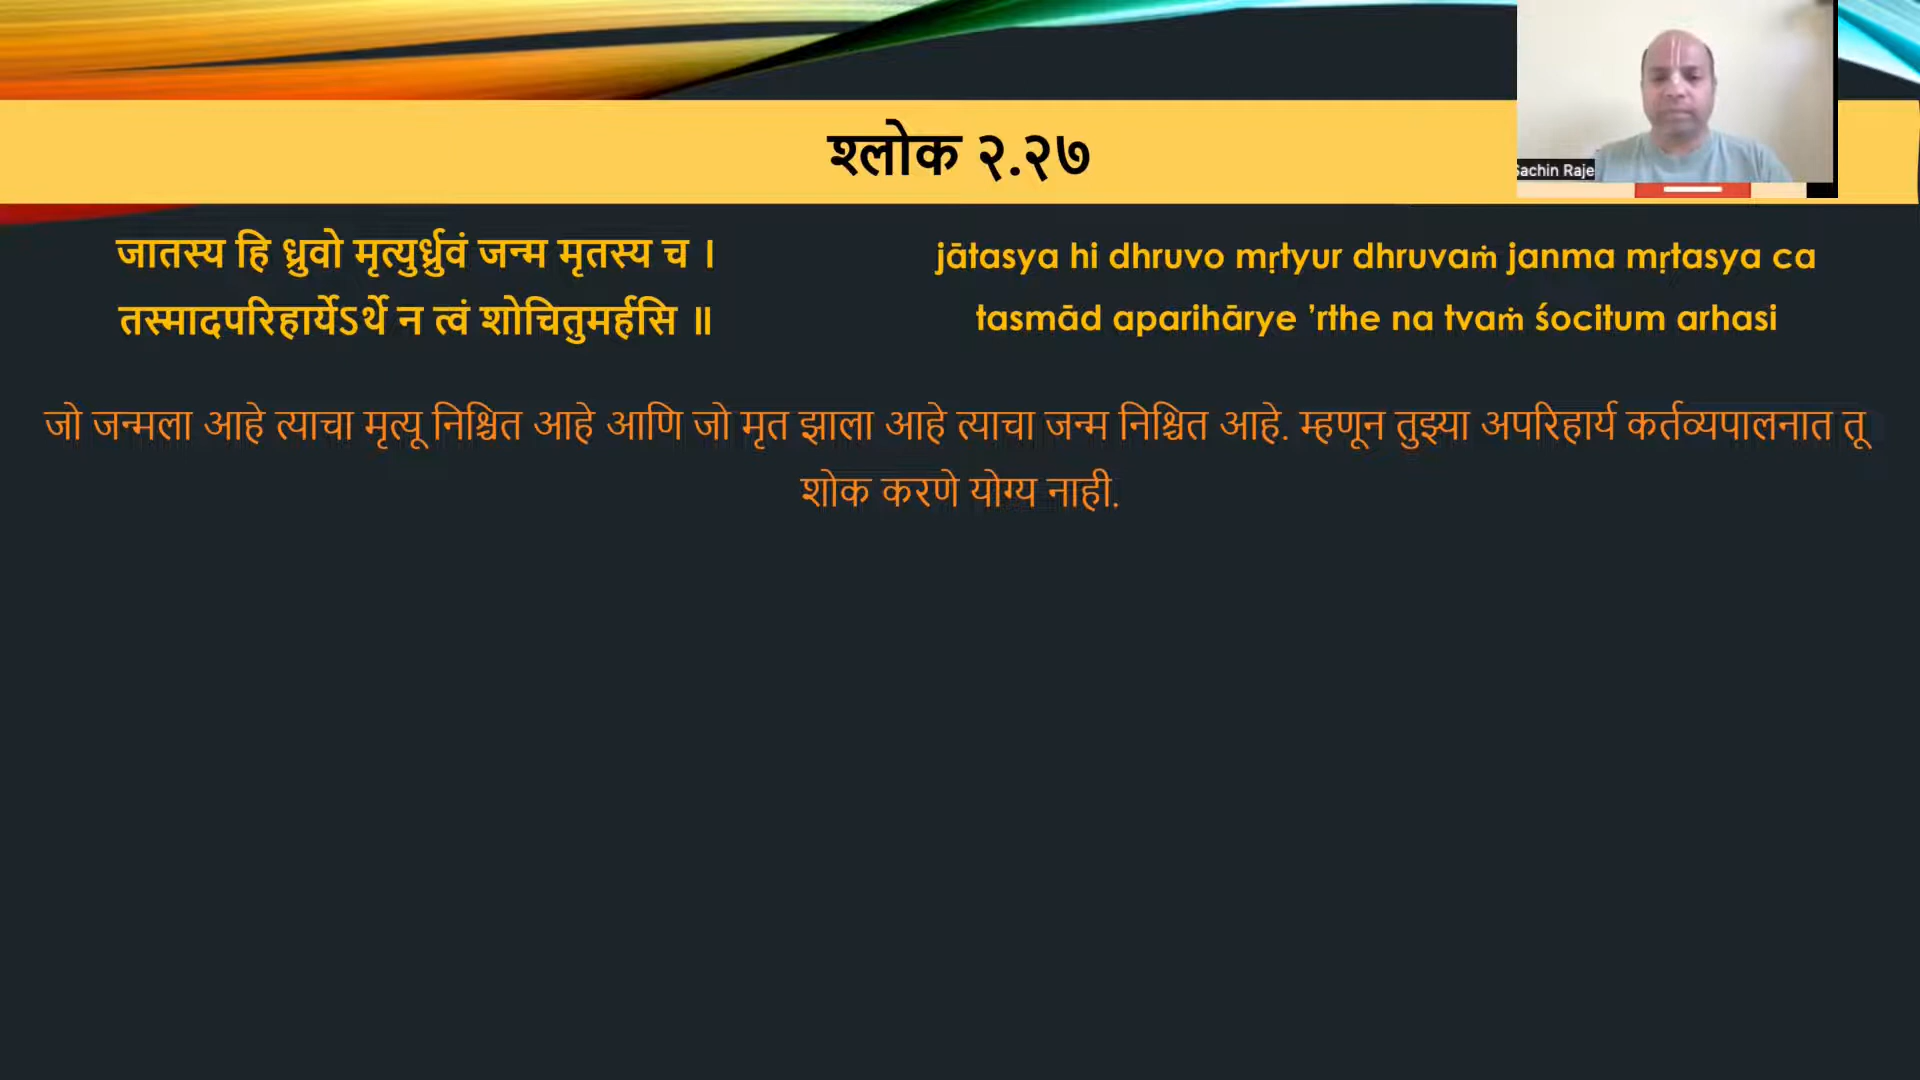 श्लोक २.२७
Sachin Raje
जातस्य हि ध्रुवो मृत्युर्ध्रुवं जन्म मृतस्य च ।
तस्मादपरिहार्येऽर्थे न त्वं शोचितुमर्हसि ॥
jātasya hi dhruvo mṛtyur dhruvaṁ janma mṛtasya ca
tasmād aparihārye ’rthe na tvaṁ śocitum arhasi
जो जन्मला आहे त्याचा मृत्यू निश्चित आहे आणि जो मृत झाला आहे त्याचा जन्म निश्चित आहे. म्हणून तुझ्या अपरिहार्य कर्तव्यपालनात तू
शोक करणे योग्य नाही.